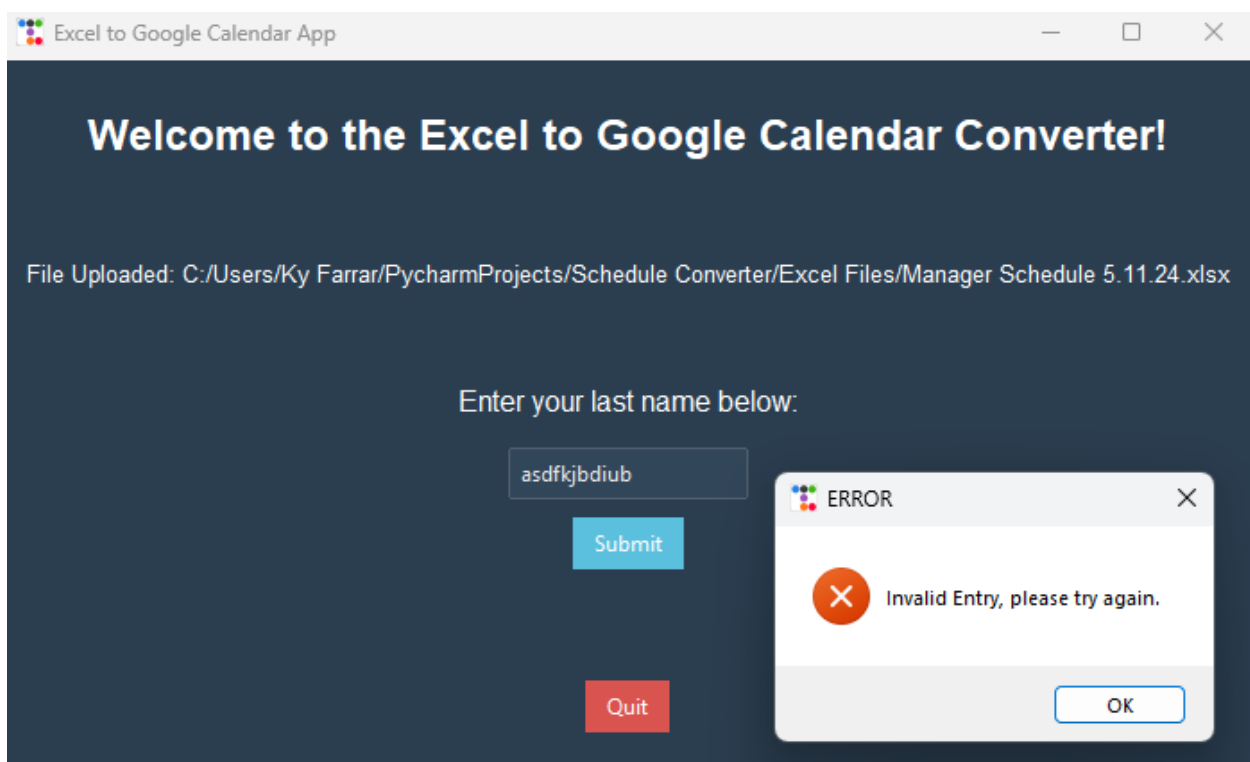 Excel to Google Calendar App
Welcome to the Excel to Google Calendar Converter!
File Uploaded: C:/Users/Ky Farrar/PycharmProjects/Schedule Converter/Excel Files/Manager Schedule 5.11.24.xlsx
Enter your last name below:
asdfkjbdiub
Submit
Quit
ERROR
Invalid Entry, please try again.
OK